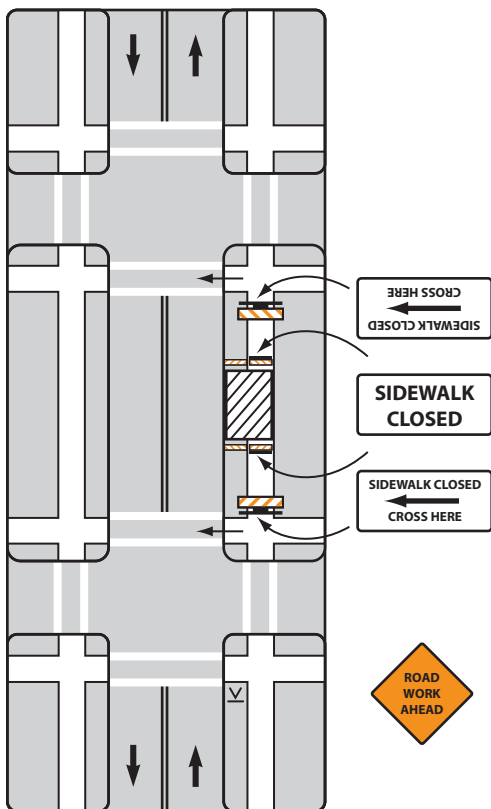 CROSS HERE
SIDEWALK CLOSED
SIDEWALK
CLOSED
SIDEWALK CLOSED
CROSS HERE
ROAD
WORK
AHEAD